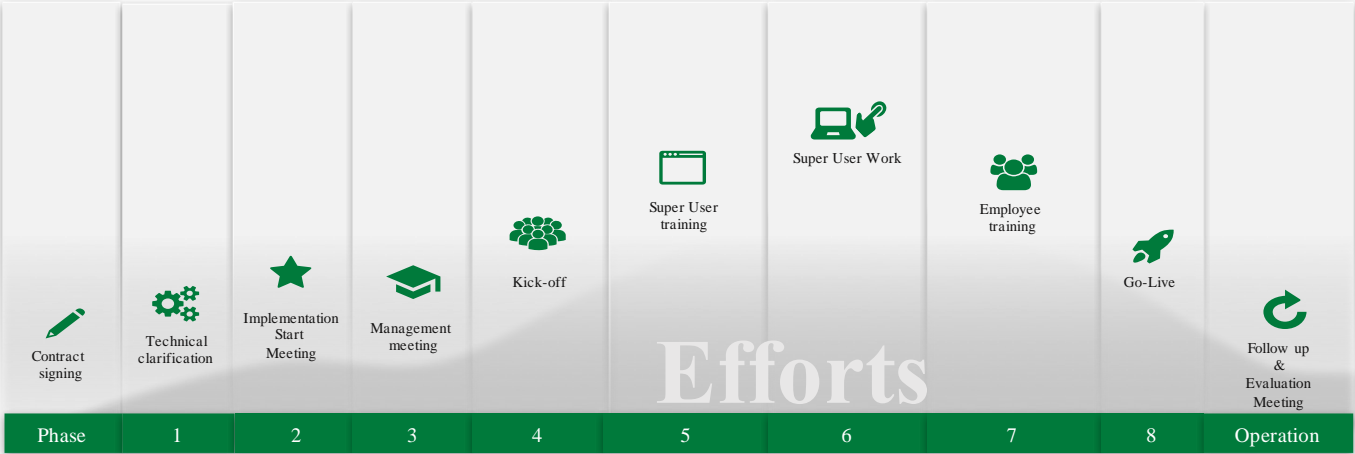 Contract
signing
Technical
clarification
Implementation
Start
Meeting
Management
meeting
Kick-off
Super User
training
Super User Work
Employee
training
Go-Live
Follow up
&
Evaluation
Meeting
Efforts
Phase 1 2 3 4 5 6 7 8 Operation